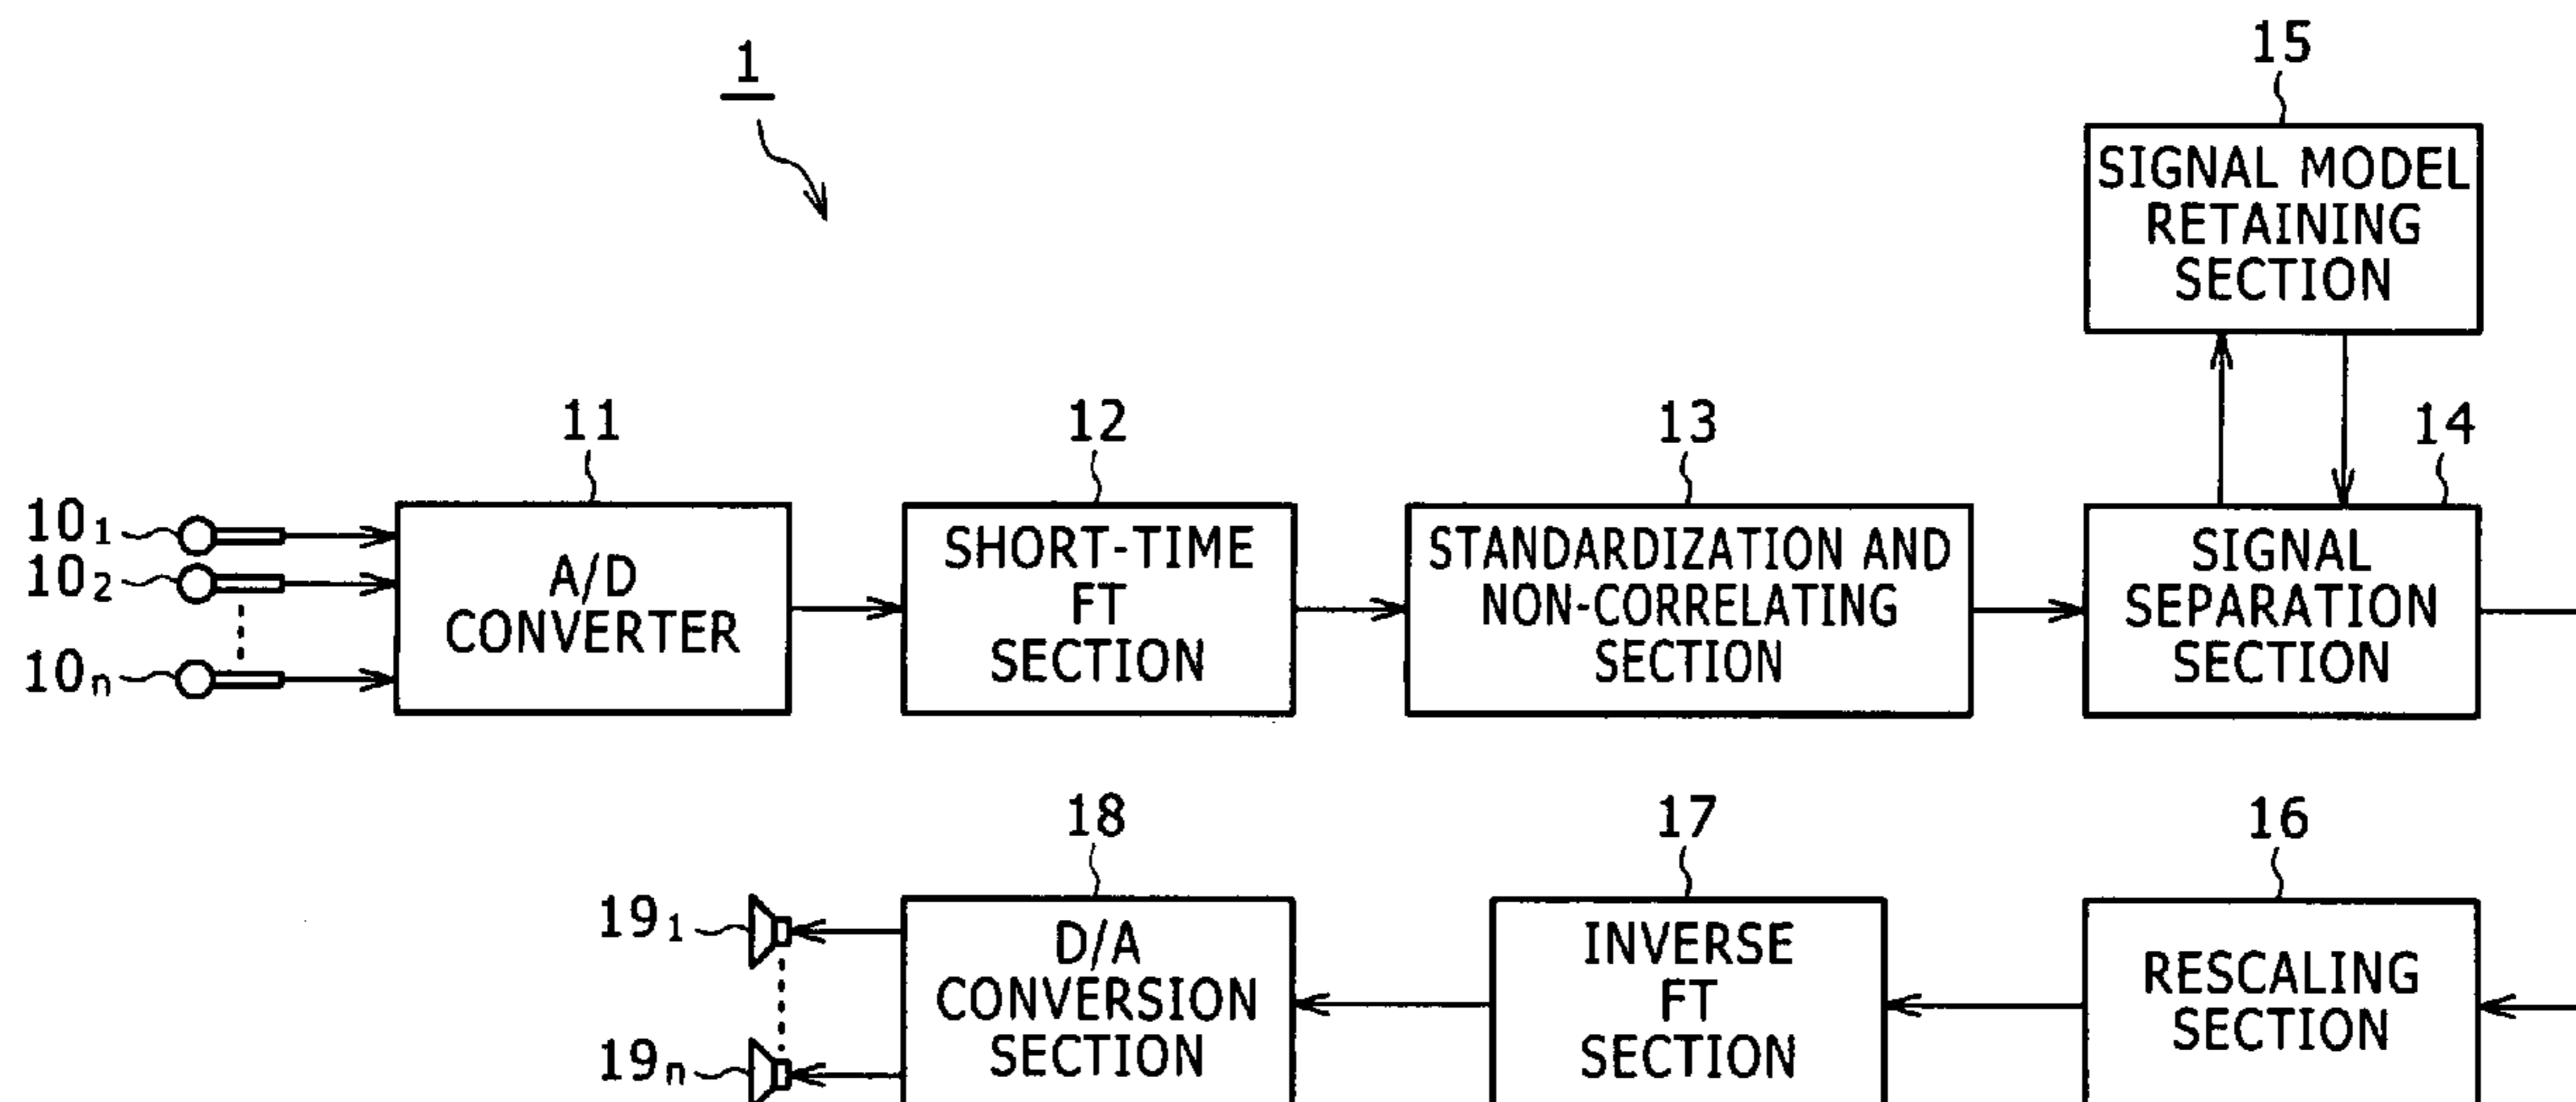 1
15
SIGNAL MODEL
RETAINING
SECTION
11
12
13
14
10₁
10₂
10ₙ
A/D
CONVERTER
SHORT-TIME
FT
SECTION
STANDARDIZATION AND
NON-CORRELATING
SECTION
SIGNAL
SEPARATION
SECTION
18
17
16
19₁
19ₙ
D/A
CONVERSION
SECTION
INVERSE
FT
SECTION
RESCALING
SECTION